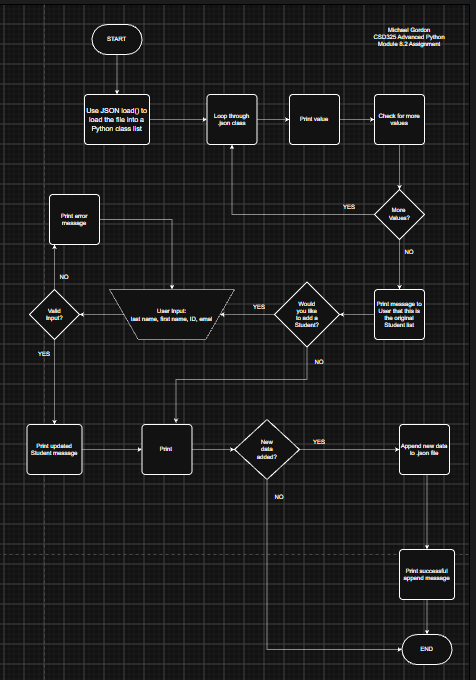 Michael Gordon
CSD325 Advanced Python
Module 8.2 Assignment
START
Use JSON load() to
load the file into a
Python class list
Loop through
.json class
Print value
Check for more
values
More
Values?
YES
NO
Print error
message
NO
Valid
Input?
YES
User Input:
last name, first name, ID, email
YES
Would
you like
to add a
Student?
NO
Print message to
User that this is
the original
Student list
Print updated
Student message
Print
New
data
added?
YES
NO
Append new data
to .json file
Print successful
append message
END